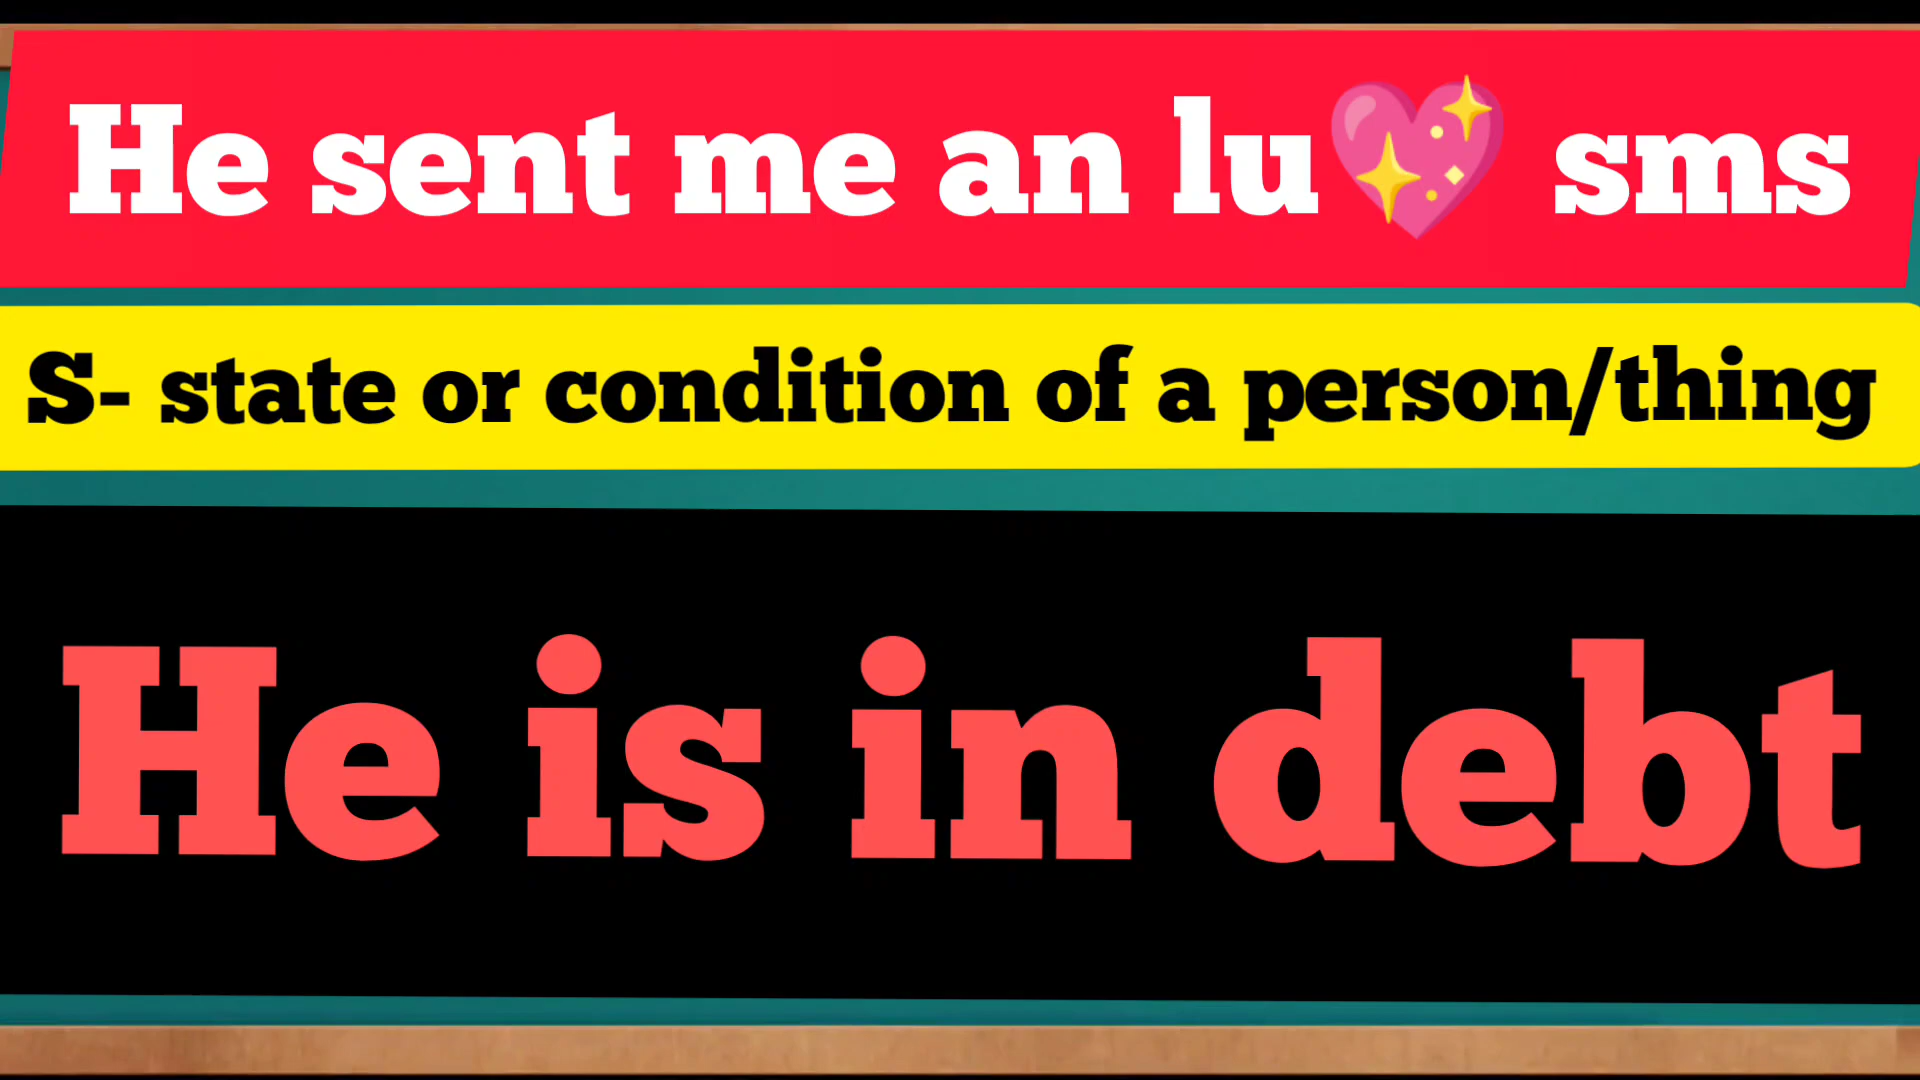 He sent me an lu💖 sms
S- state or condition of a person/thing
He is in debt